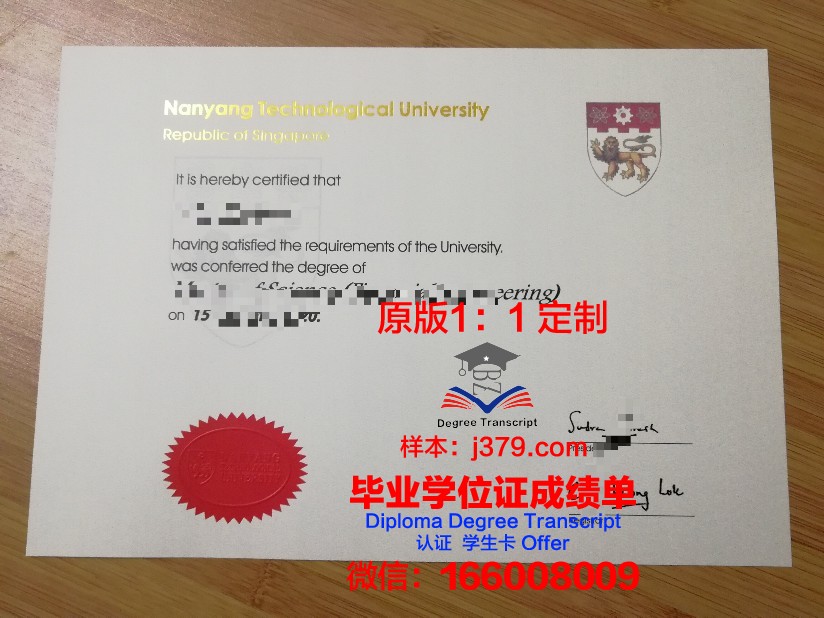 Nanyang Technological University
Republic of Singapore
It is hereby certified that
having satisfied the requirements of the University,
was conferred the degree of
eering)
on 15
原版1：1 定制
Degree Transcript
样本：j379.com
毕业学位证成绩单
Diploma Degree Transcript
认证 学生卡 Offer
微信：166008009